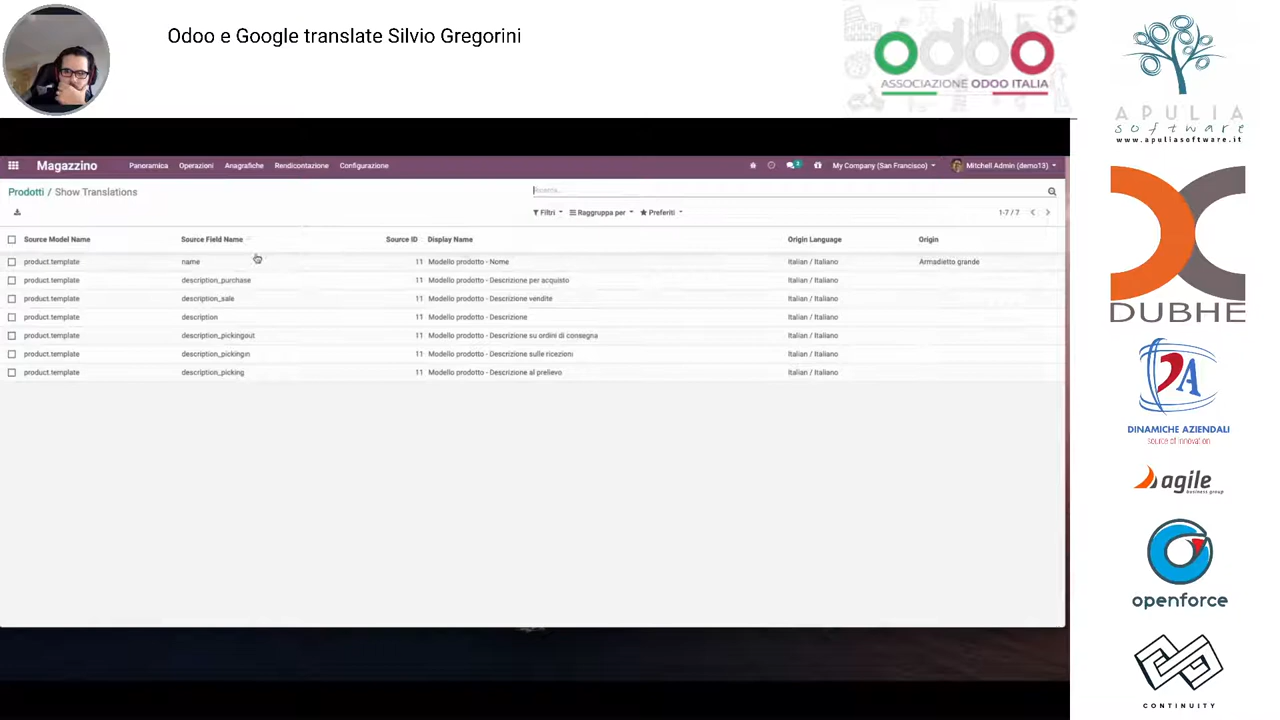 Odoo e Google translate Silvio Gregorini
odoo
ASSOCIAZIONE ODOO ITALIA
APULIA
software
www.apuliasoftware.it
Magazzino Panoramica Operazioni Anagrafiche Rendicontazione Configurazione 2 My Company (San Francisco) Mitchell Admin (demo13)
Prodotti / Show Translations Ricerca...
Filtri Raggruppa per Preferiti 1-7 / 7
Source Model Name Source Field Name Source ID Display Name Origin Language Origin
product.template name 11 Modello prodotto - Nome Italian / Italiano Armadietto grande
product.template description_purchase 11 Modello prodotto - Descrizione per acquisto Italian / Italiano
product.template description_sale 11 Modello prodotto - Descrizione vendite Italian / Italiano
product.template description 11 Modello prodotto - Descrizione Italian / Italiano
product.template description_pickingout 11 Modello prodotto - Descrizione su ordini di consegna Italian / Italiano
product.template description_pickingin 11 Modello prodotto - Descrizione sulle ricezioni Italian / Italiano
product.template description_picking 11 Modello prodotto - Descrizione al prelievo Italian / Italiano
DUBHE
DINAMICHE AZIENDALI
source of innovation
agile
business group
openforce
CONTINUITY